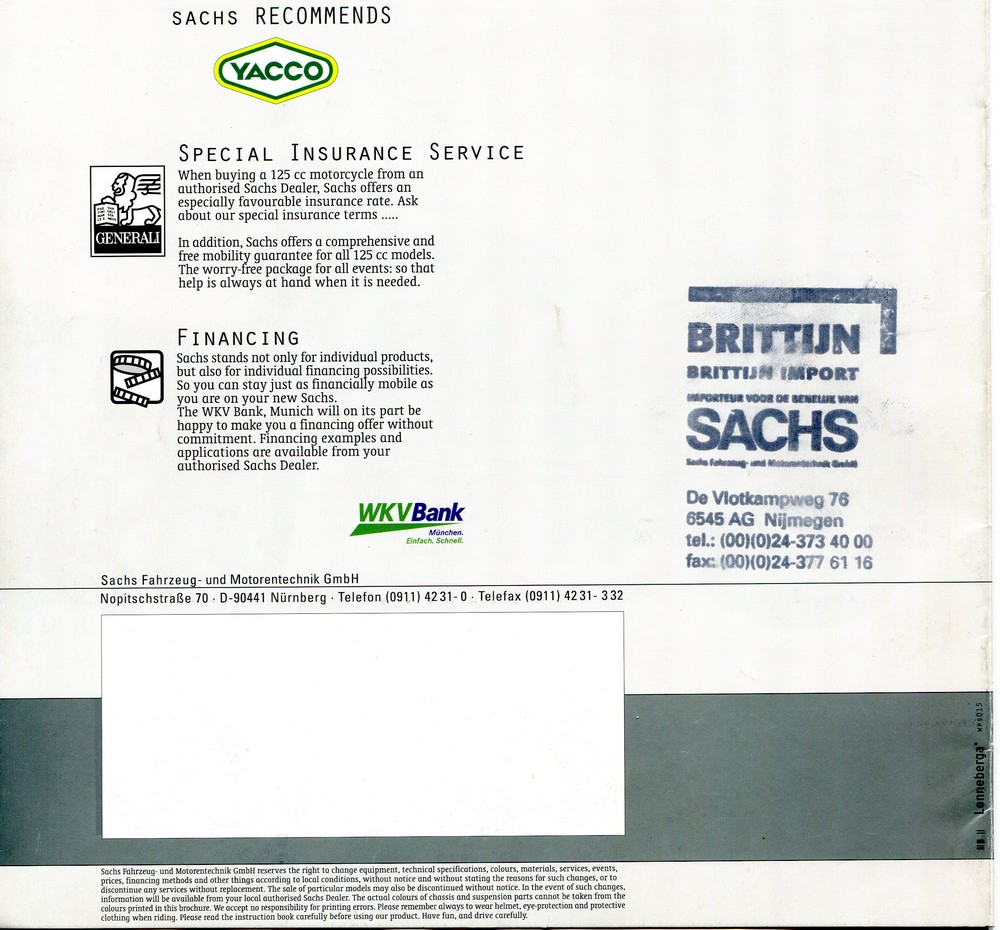 SACHS RECOMMENDS
YACCO
SPECIAL INSURANCE SERVICE
When buying a 125 cc motorcycle from an
authorised Sachs Dealer, Sachs offers an
especially favourable insurance rate. Ask
about our special insurance terms .....
GENERALI
In addition, Sachs offers a comprehensive and
free mobility guarantee for all 125 cc models.
The worry-free package for all events: so that
help is always at hand when it is needed.
FINANCING
Sachs stands not only for individual products,
but also for individual financing possibilities.
So you can stay just as financially mobile as
you are on your new Sachs.
The WKV Bank, Munich will on its part be
happy to make you a financing offer without
commitment. Financing examples and
applications are available from your
authorised Sachs Dealer.
WKVBank
München.
Einfach. Schnell.
BRITTIJN
BRITTIJN IMPORT
IMPORTEUR VOOR DE BENELUX VAN
SACHS
Sachs Fahrzeug- und Motorentechnik GmbH
De Vlotkampweg 76
6545 AG Nijmegen
tel.: (00)(0)24-373 40 00
fax: (00)(0)24-377 61 16
Sachs Fahrzeug- und Motorentechnik GmbH
Nopitschstraße 70 · D-90441 Nürnberg · Telefon (0911) 4231-0 · Telefax (0911) 4231-332
Lonneberga*
Sachs Fahrzeug- und Motorentechnik GmbH reserves the right to change equipment, technical specifications, colours, materials, services, events,
prices, financing methods and other things according to local conditions, without notice and without stating the reasons for such changes, or to
discontinue any services without replacement. The sale of particular models may also be discontinued without notice. In the event of such changes,
information will be available from your local authorised Sachs Dealer. The actual colours of chassis and suspension parts cannot be taken from the
colours printed in this brochure. We accept no responsibility for printing errors. Please remember always to wear helmet, eye-protection and protective
clothing when riding. Please read the instruction book carefully before using our product. Have fun, and drive carefully.